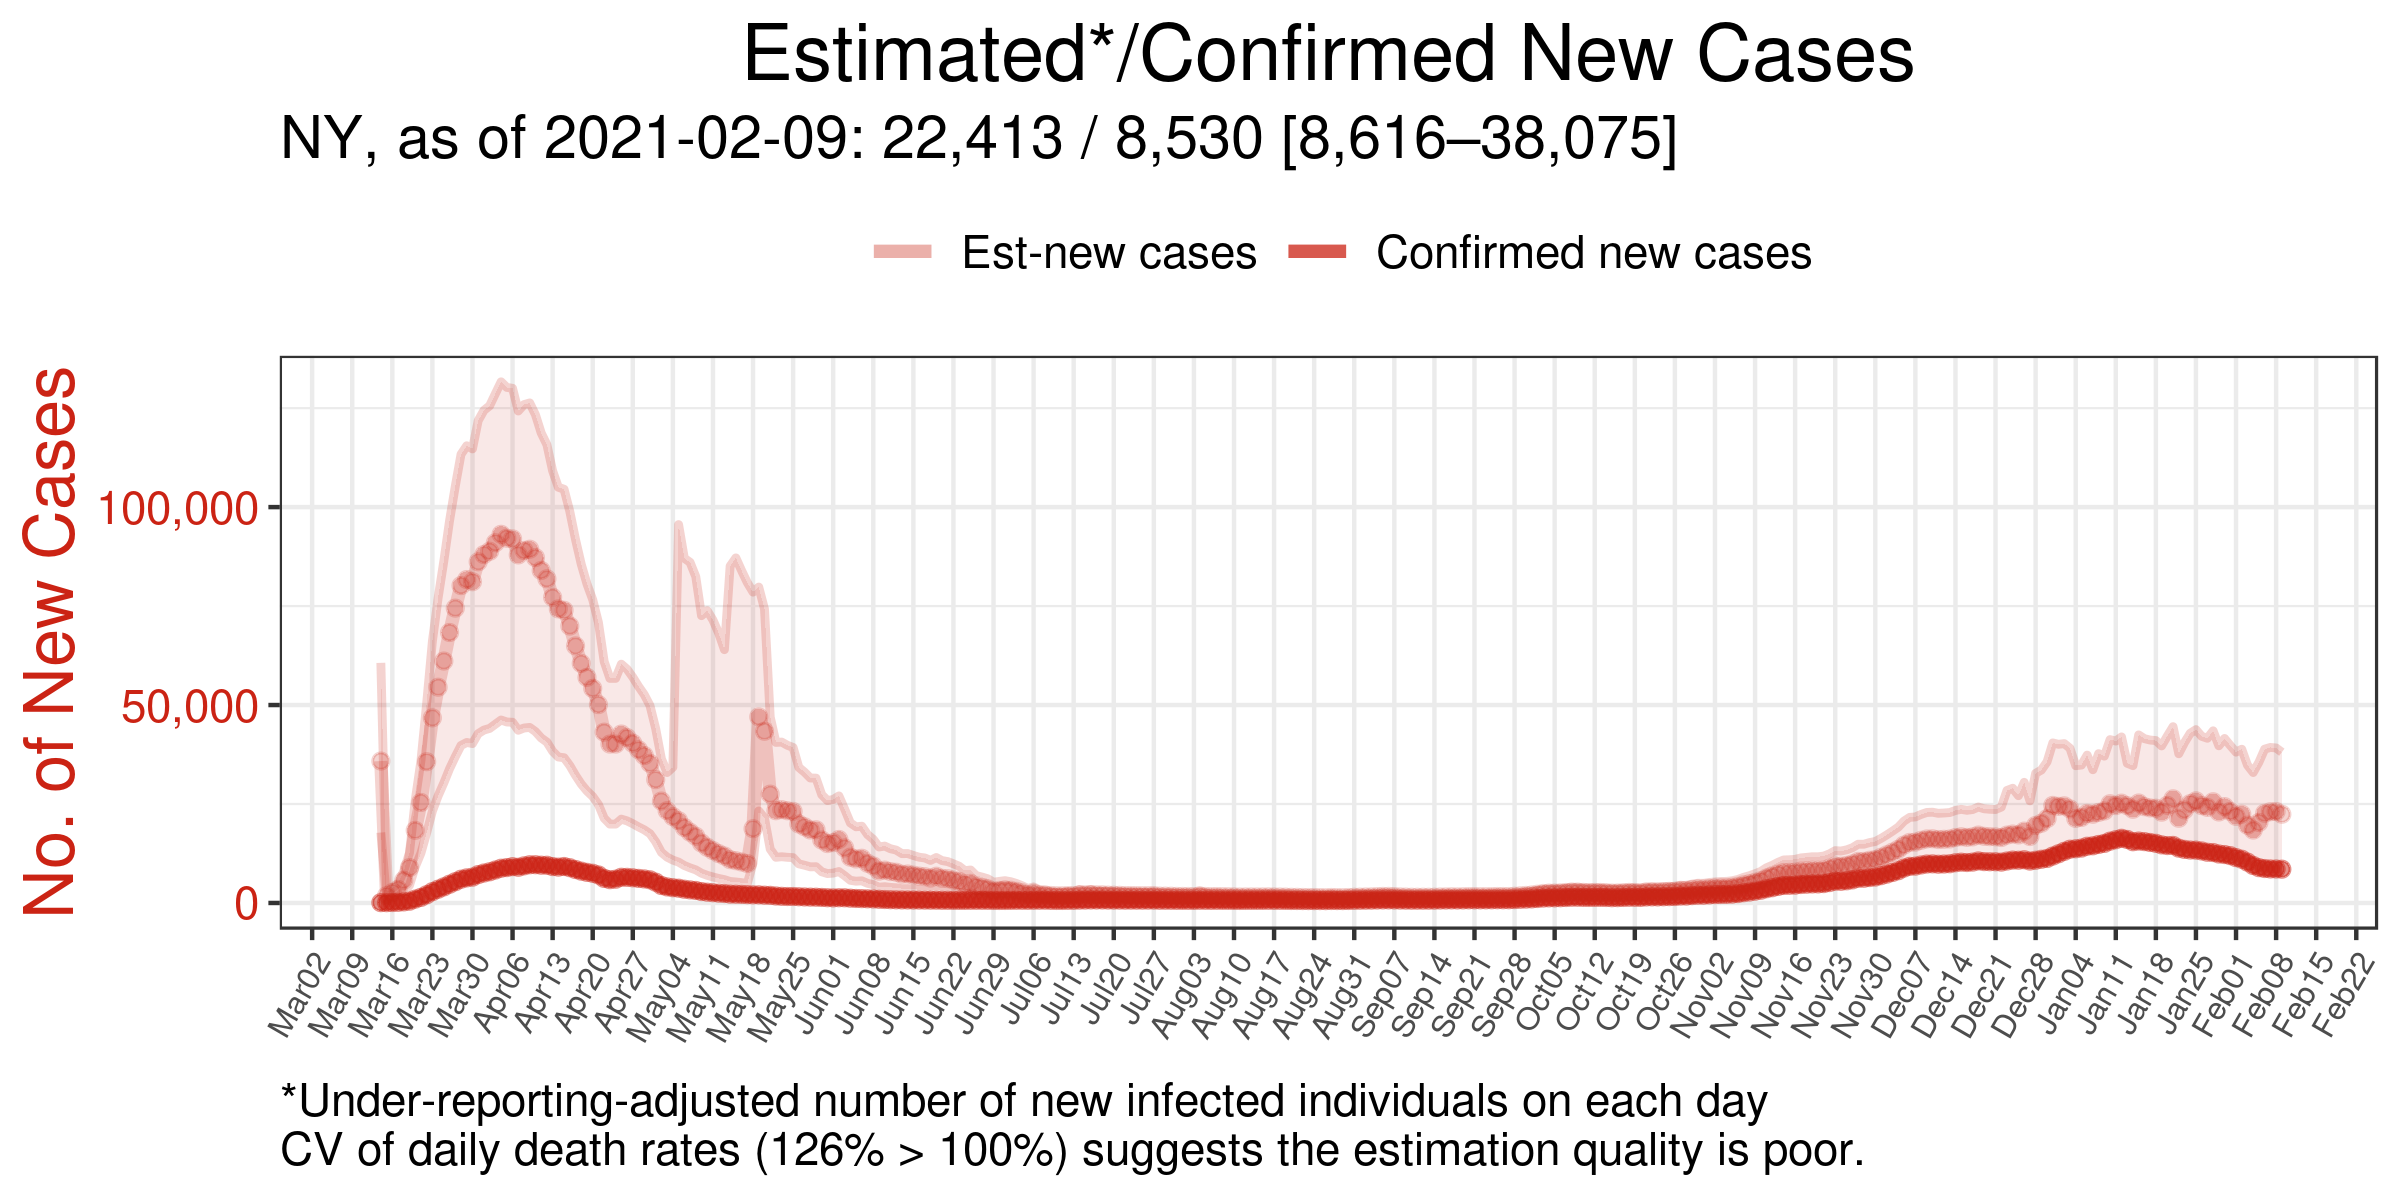 Estimated*/Confirmed New Cases
NY, as of 2021-02-09: 22,413 / 8,530 [8,616–38,075]
Est-new cases Confirmed new cases
No. of New Cases
100,000
50,000
0
Mar02 Mar09 Mar16 Mar23 Mar30 Apr06 Apr13 Apr20 Apr27 May04 May11 May18 May25 Jun01 Jun08 Jun15 Jun22 Jun29 Jul06 Jul13 Jul20 Jul27 Aug03 Aug10 Aug17 Aug24 Aug31 Sep07 Sep14 Sep21 Sep28 Oct05 Oct12 Oct19 Oct26 Nov02 Nov09 Nov16 Nov23 Nov30 Dec07 Dec14 Dec21 Dec28 Jan04 Jan11 Jan18 Jan25 Feb01 Feb08 Feb15 Feb22
*Under-reporting-adjusted number of new infected individuals on each day
CV of daily death rates (126% > 100%) suggests the estimation quality is poor.